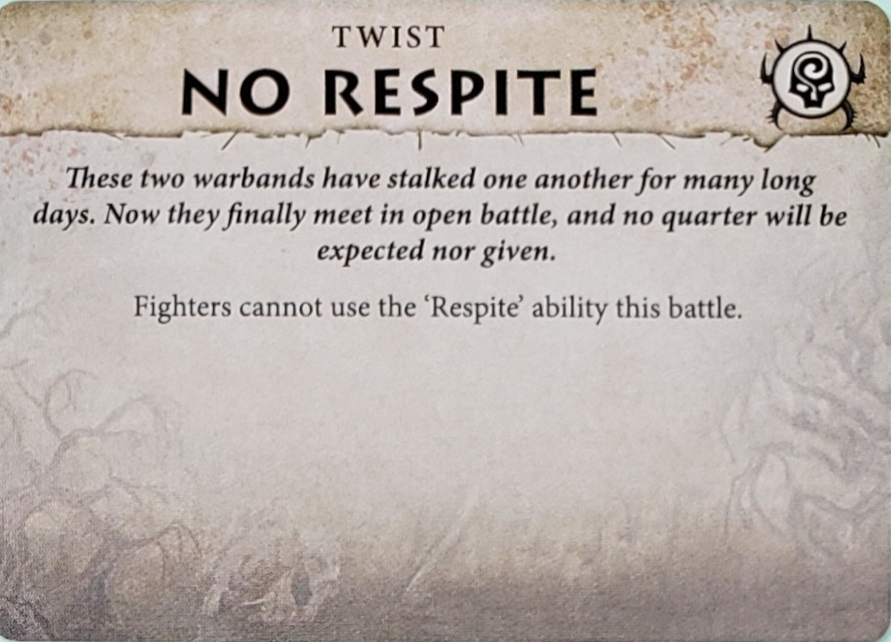 TWIST
NO RESPITE
These two warbands have stalked one another for many long
days. Now they finally meet in open battle, and no quarter will be
expected nor given.
Fighters cannot use the ‘Respite’ ability this battle.